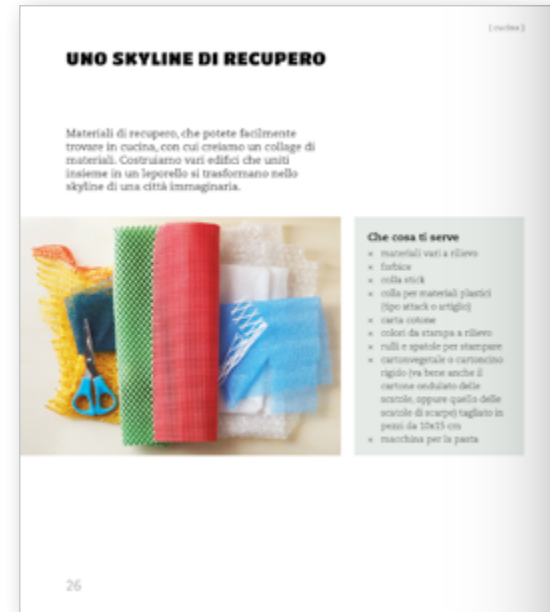 [ cucina ]
UNO SKYLINE DI RECUPERO
Materiali di recupero, che potete facilmente
trovare in cucina, con cui creiamo un collage di
materiali. Costruiamo vari edifici che uniti
insieme in un leporello si trasformano nello
skyline di una città immaginaria.
Che cosa ti serve
× materiali vari a rilievo
× forbice
× colla stick
× colla per materiali plastici
(tipo attack o artiglio)
× carta cotone
× colori da stampa a rilievo
× rulli e spatole per stampare
× cartonvegetale o cartoncino
rigido (va bene anche il
cartone ondulato delle
scatole, oppure quello delle
scatole di scarpe) tagliato in
pezzi da 10x15 cm
× macchina per la pasta
26